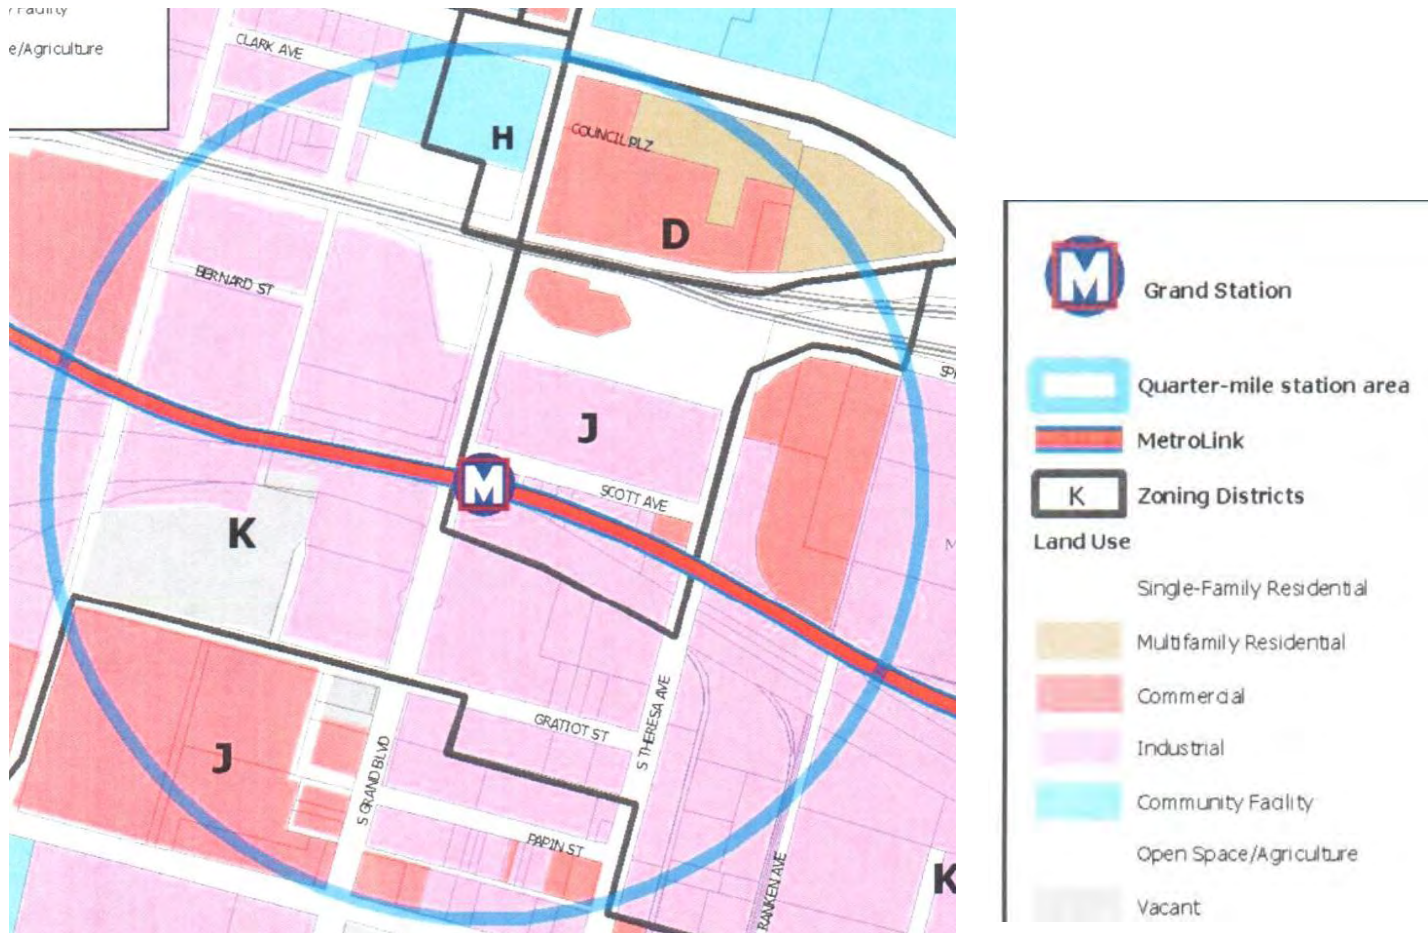 e/Agriculture
CLARK AVE
H
COUNCIL PLZ
D
BERNARD ST
J
M
SCOTT AVE
K
GRATIOT ST
S THERESA AVE
J
S GRAND BLVD
PAPIN ST
RANKEN AVE
K
M
Grand Station
Quarter-mile station area
MetroLink
K
Zoning Districts
Land Use
Single-Family Residential
Multifamily Residential
Commercial
Industrial
Community Facility
Open Space/Agriculture
Vacant